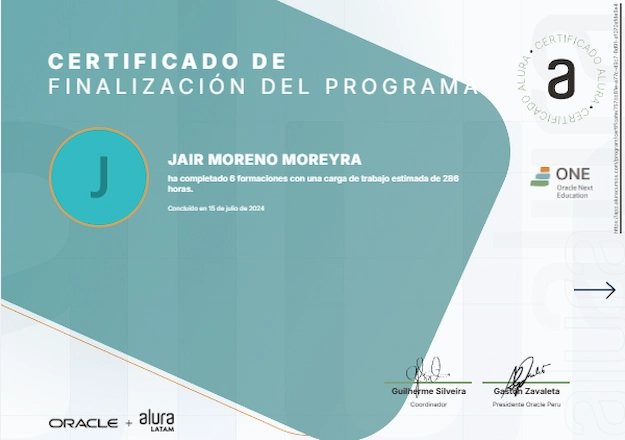 CERTIFICADO DE
FINALIZACIÓN DEL PROGRAMA
CERTIFICADO ALURA • CERTIFICADO ALURA •
a
J
JAIR MORENO MOREYRA
ha completado 6 formaciones con una carga de trabajo estimada de 286
horas.
Concluido en 15 de julio de 2024
ONE
Oracle Next
Education
Guilherme Silveira
Coordinador
Gastón Zavaleta
Presidente Oracle Peru
ORACLE + alura
LATAM